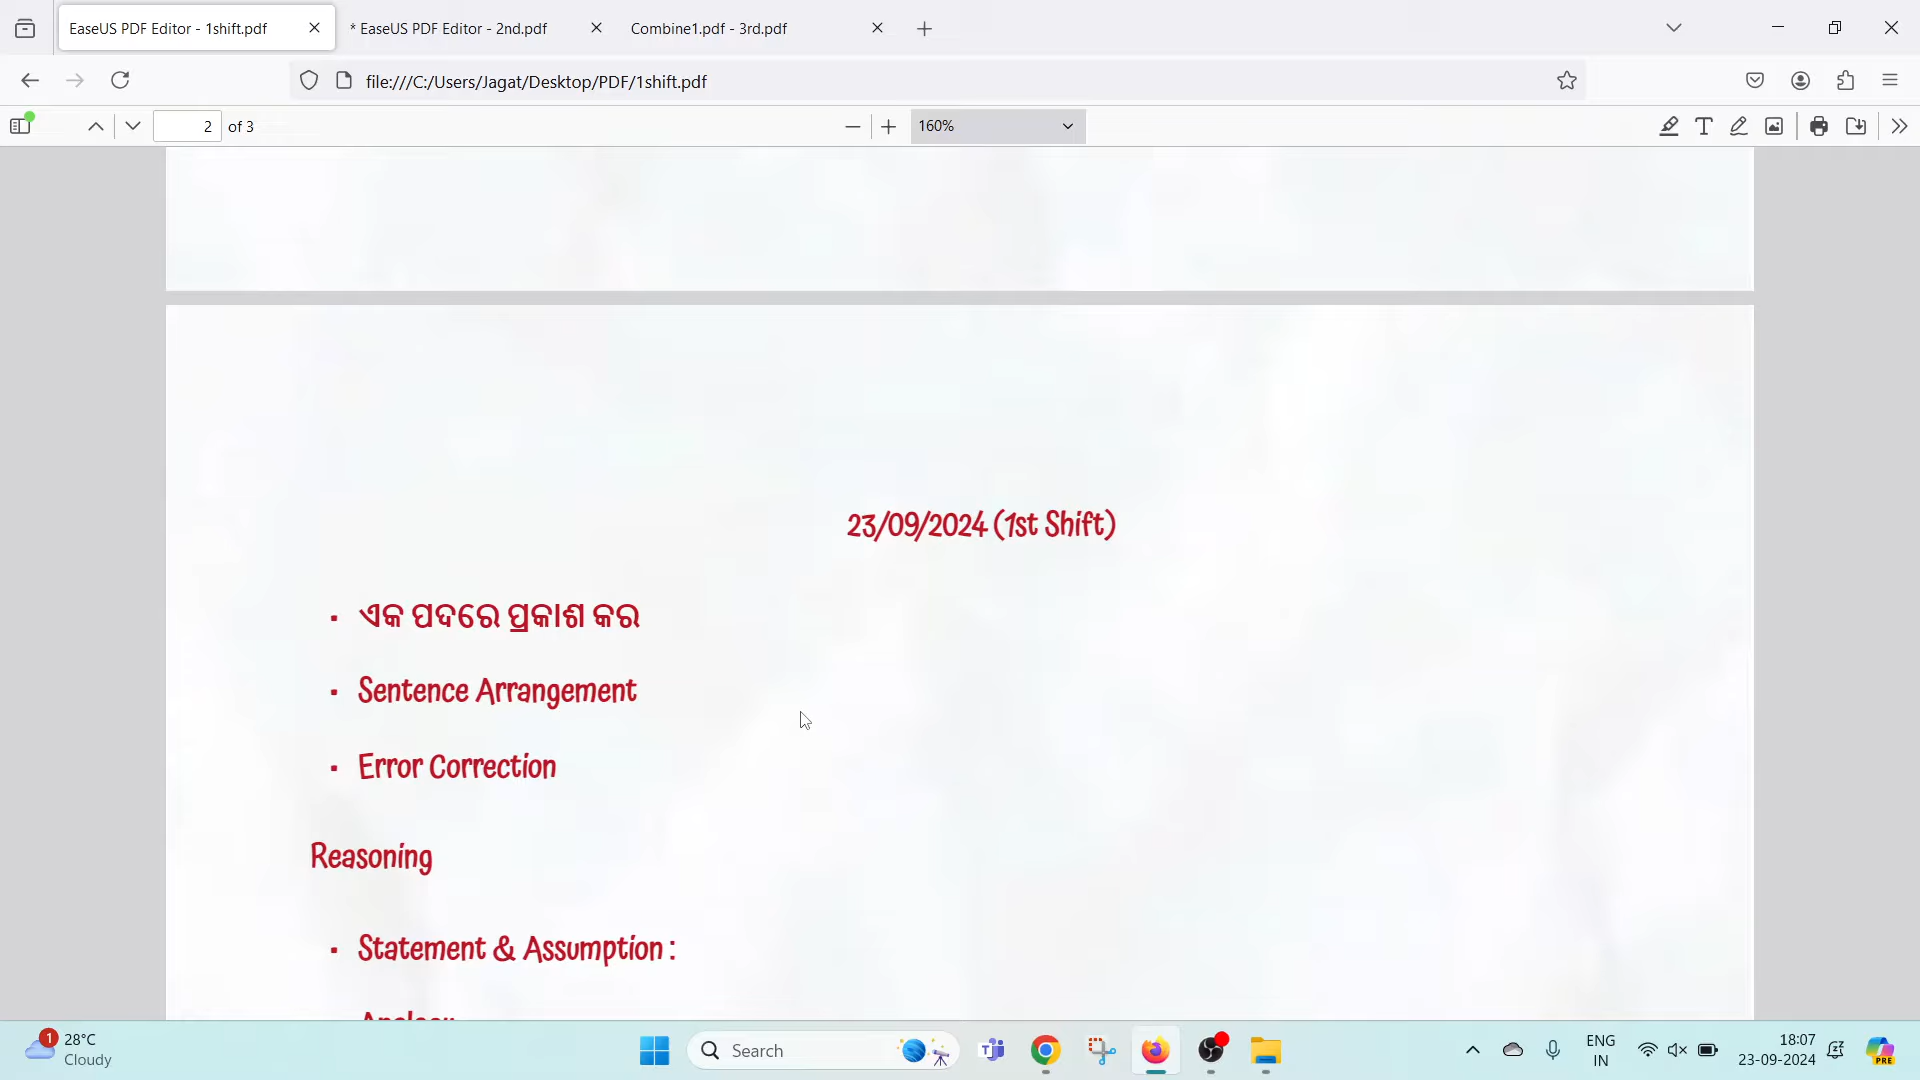 EaseUS PDF Editor - 1shift.pdf
* EaseUS PDF Editor - 2nd.pdf
Combine1.pdf - 3rd.pdf
file:///C:/Users/Jagat/Desktop/PDF/1shift.pdf
2 of 3
160%
23/09/2024 (1st Shift)
▪ ଏକ ପଦରେ ପ୍ରକାଶ କର
▪ Sentence Arrangement
▪ Error Correction
Reasoning
▪ Statement & Assumption :
1
28°C
Cloudy
Search
ENG
IN
18:07
23-09-2024
PRE